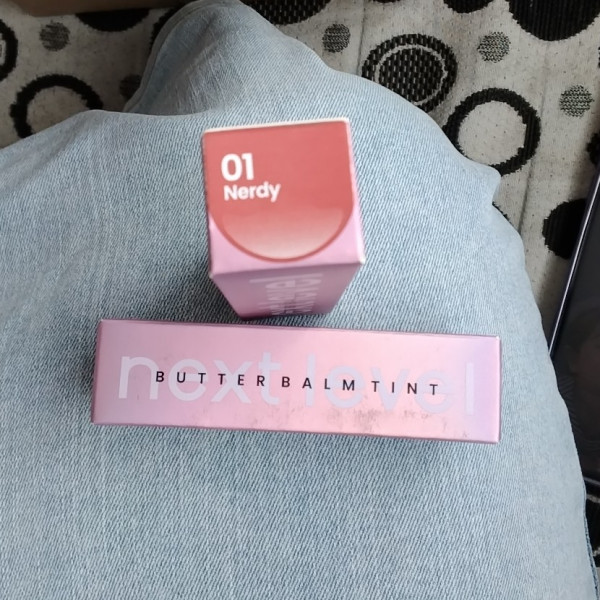 01
Nerdy
next level
BUTTER BALM TINT